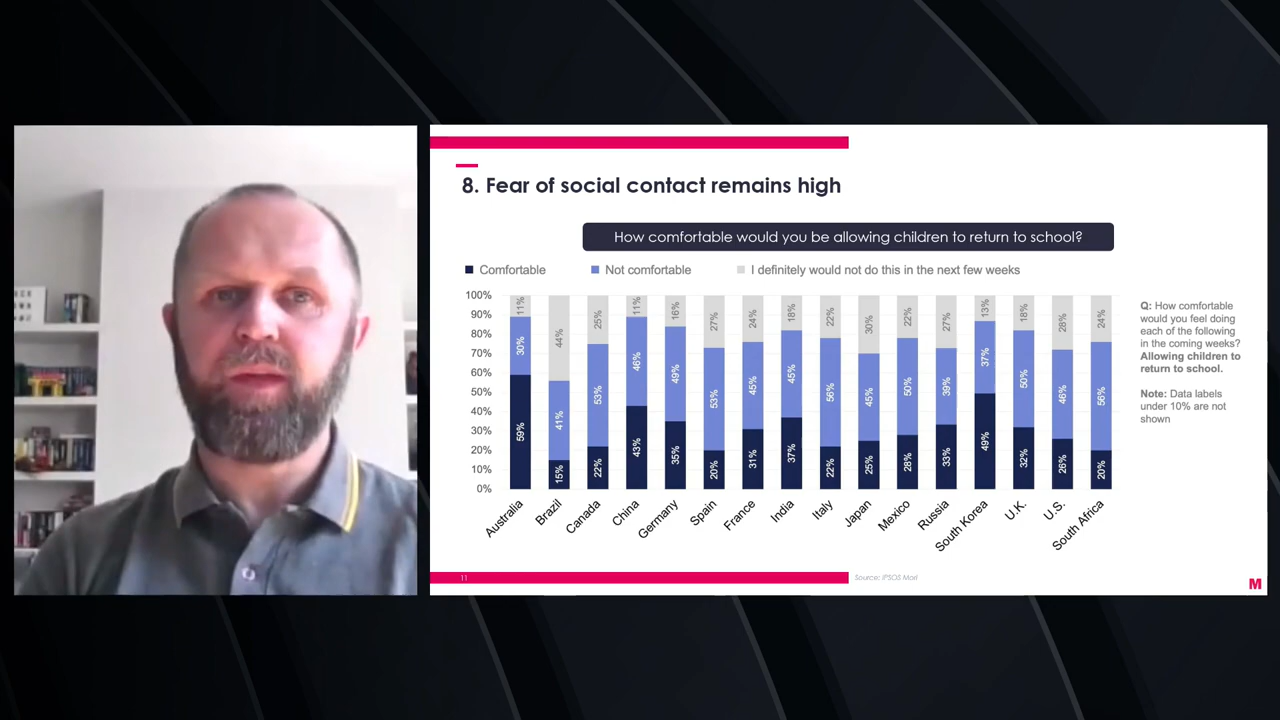 8. Fear of social contact remains high
How comfortable would you be allowing children to return to school?
Comfortable Not comfortable I definitely would not do this in the next few weeks
100%
90%
80%
70%
60%
50%
40%
30%
20%
10%
0%
11% 44% 25% 11% 16% 27% 24% 18% 22% 30% 22% 27% 13% 18% 28% 24%
30% 41% 53% 46% 49% 53% 45% 45% 56% 45% 50% 39% 37% 50% 46% 56%
59% 15% 22% 43% 35% 20% 31% 37% 22% 25% 28% 33% 49% 32% 26% 20%
Australia Brazil Canada China Germany Spain France India Italy Japan Mexico Russia South Korea U.K. U.S. South Africa
Q: How comfortable
would you feel doing
each of the following
in the coming weeks?
Allowing children to
return to school.
Note: Data labels
under 10% are not
shown
11
Source: IPSOS Mori
M